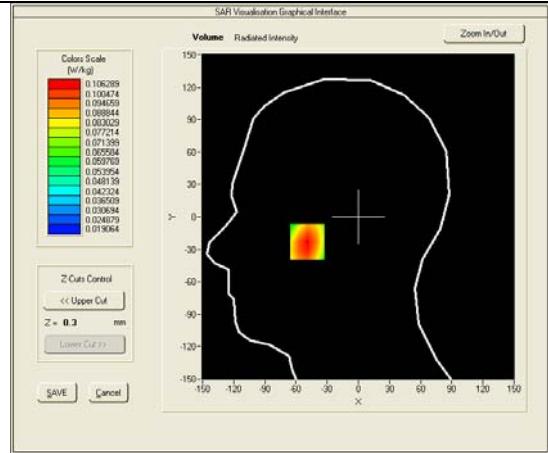 SAR Visualisation Graphical Interface
Volume Radiated Intensity
Zoom In/Out
Colors Scale
(W/kg)
0.106289
0.100474
0.094659
0.088844
0.083029
0.077214
0.071399
0.065584
0.059769
0.053954
0.048139
0.042324
0.036509
0.030694
0.024879
0.019064
Z-Cuts Control
<< Upper Cut
Z = 0.3 mm
Lower Cut >>
SAVE Cancel
150
120
90
60
30
0
-30
-60
-90
-120
-150
Y
-150 -120 -90 -60 -30 0 30 60 90 120 150
X